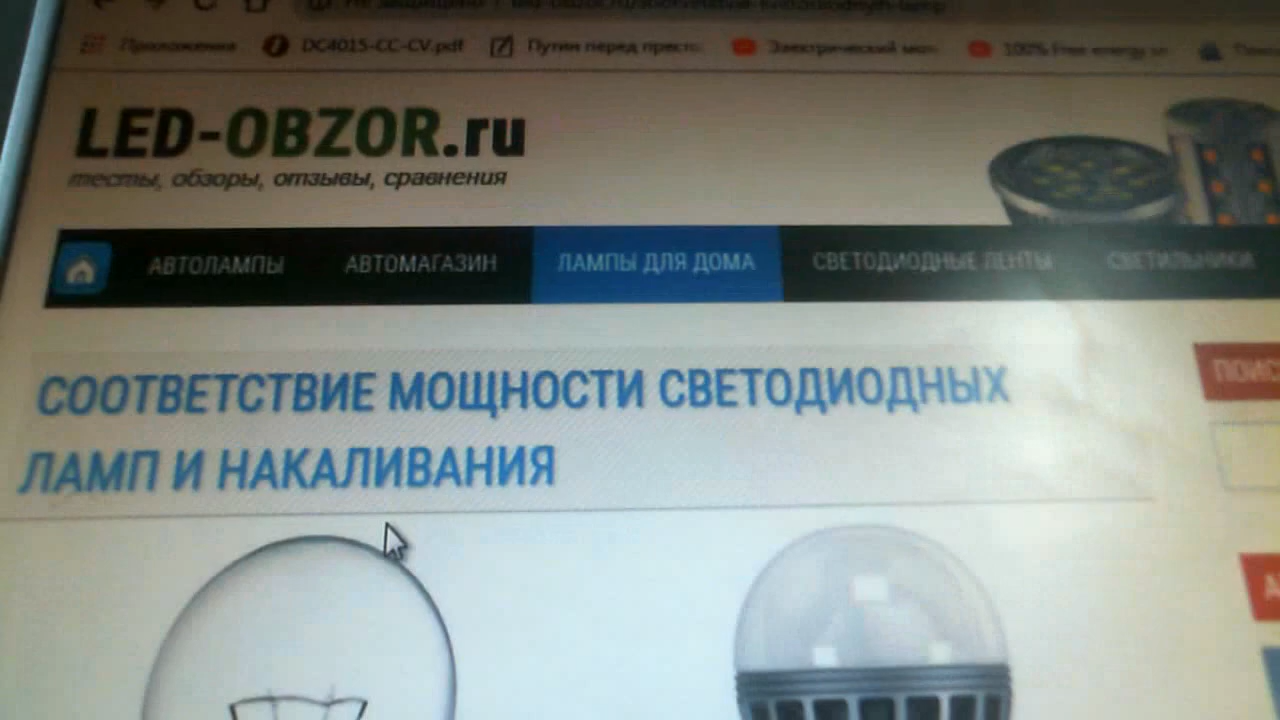 Приложения DC4015-CC-CV.pdf Путин перед престо Электрический 100% Free energy
LED-OBZOR.ru
тесты, обзоры, отзывы, сравнения
АВТОЛАМПЫ АВТОМАГАЗИН ЛАМПЫ ДЛЯ ДОМА СВЕТОДИОДНЫЕ ЛЕНТЫ СВЕТИЛЬНИКИ
СООТВЕТСТВИЕ МОЩНОСТИ СВЕТОДИОДНЫХ
ЛАМП И НАКАЛИВАНИЯ
ПОИС